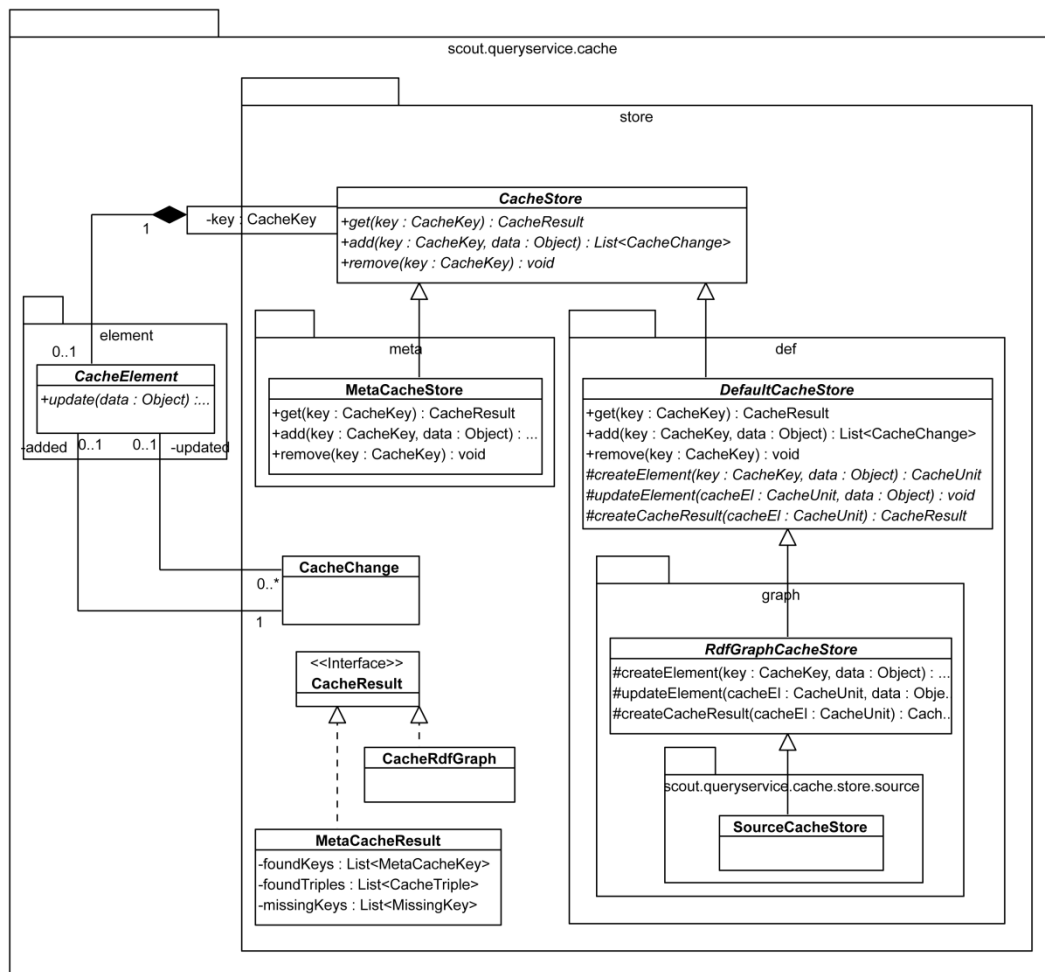 scout.queryservice.cache
store
CacheStore
+get(key : CacheKey) : CacheResult
+add(key : CacheKey, data : Object) : List<CacheChange>
+remove(key : CacheKey) : void
-key : CacheKey
1
element
0..1
CacheElement
+update(data : Object) :...
-added
0..1
0..1
-updated
meta
MetaCacheStore
+get(key : CacheKey) : CacheResult
+add(key : CacheKey, data : Object) : ...
+remove(key : CacheKey) : void
def
DefaultCacheStore
+get(key : CacheKey) : CacheResult
+add(key : CacheKey, data : Object) : List<CacheChange>
+remove(key : CacheKey) : void
#createElement(key : CacheKey, data : Object) : CacheUnit
#updateElement(cacheEl : CacheUnit, data : Object) : void
#createCacheResult(cacheEl : CacheUnit) : CacheResult
CacheChange
0..*
1
graph
RdfGraphCacheStore
#createElement(key : CacheKey, data : Object) : ...
#updateElement(cacheEl : CacheUnit, data : Obje..
#createCacheResult(cacheEl : CacheUnit) : Cach..
<<Interface>>
CacheResult
CacheRdfGraph
scout.queryservice.cache.store.source
SourceCacheStore
MetaCacheResult
-foundKeys : List<MetaCacheKey>
-foundTriples : List<CacheTriple>
-missingKeys : List<MissingKey>